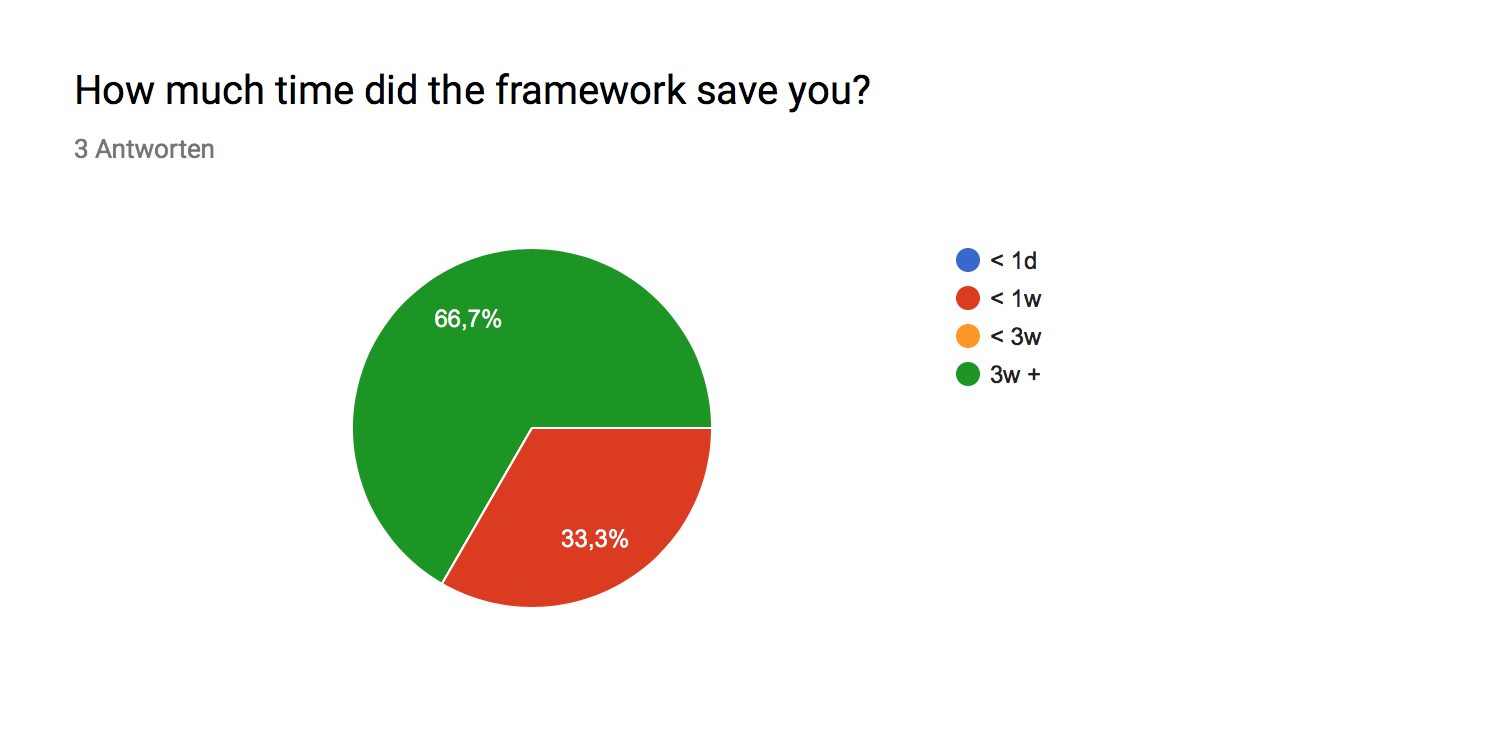 How much time did the framework save you?
3 Antworten
66,7%
33,3%
< 1d
< 1w
< 3w
3w +